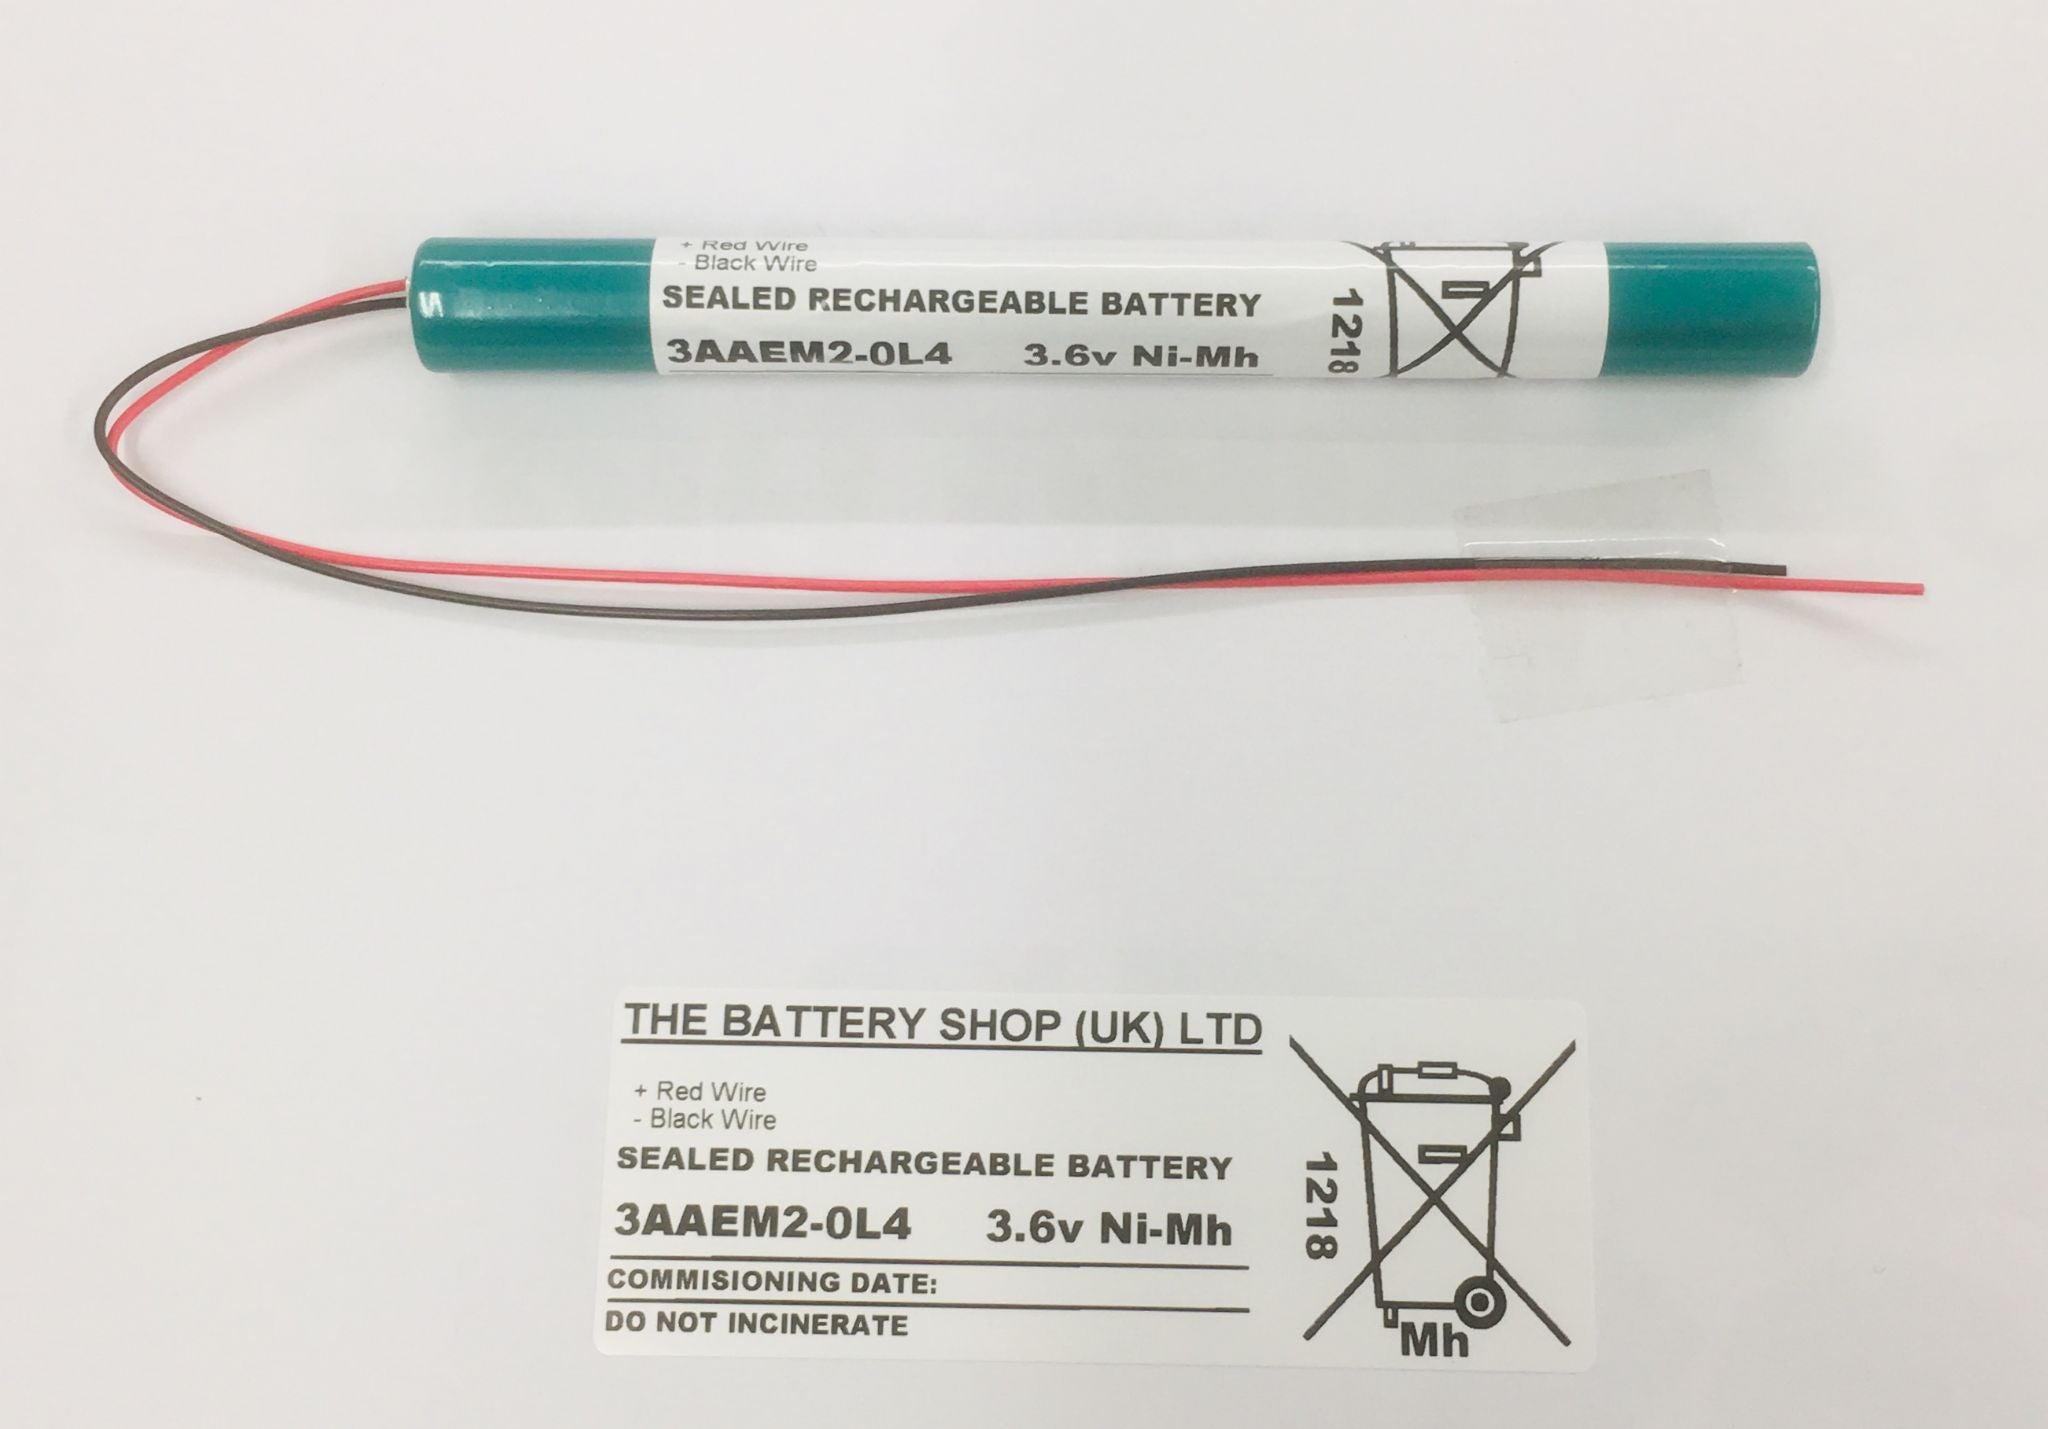 + Red Wire
- Black Wire
SEALED RECHARGEABLE BATTERY
3AAEM2-0L4 3.6v Ni-Mh
1218
THE BATTERY SHOP (UK) LTD
+ Red Wire
- Black Wire
SEALED RECHARGEABLE BATTERY
3AAEM2-0L4 3.6v Ni-Mh
COMMISIONING DATE:
DO NOT INCINERATE
1218
Mh